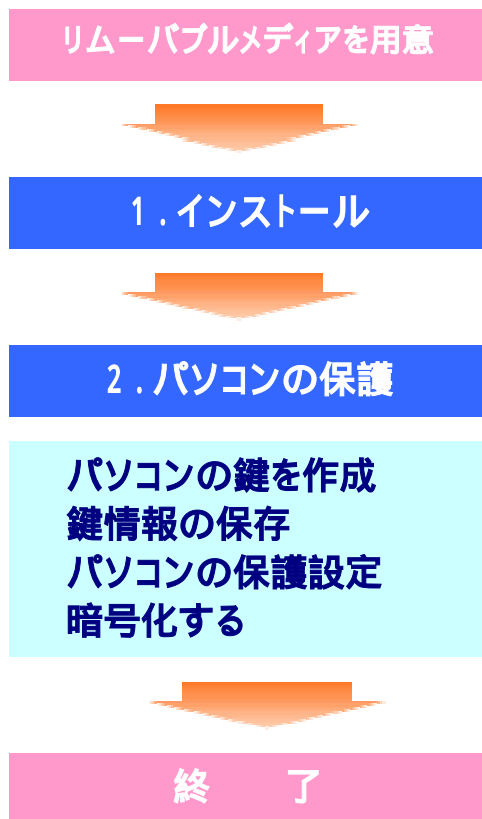 リムーバブルメディアを用意
1.インストール
2.パソコンの保護
パソコンの鍵を作成
鍵情報の保存
パソコンの保護設定
暗号化する
終　　了